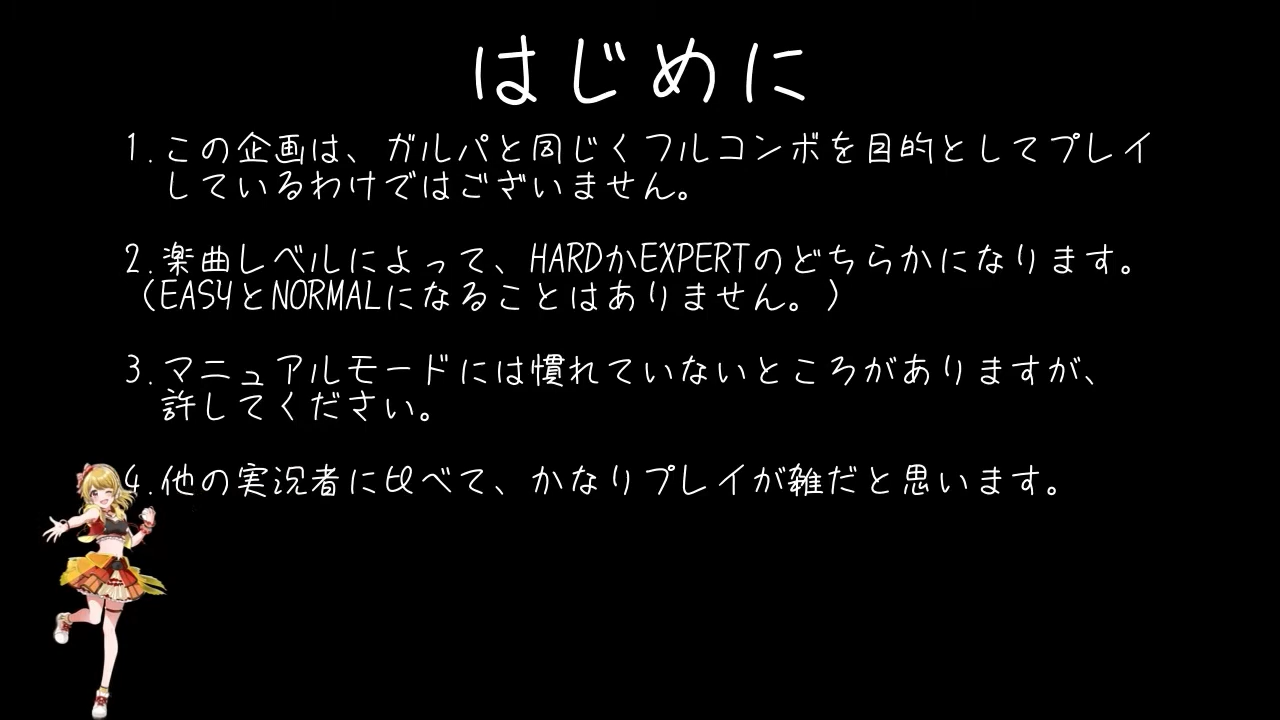 はじめに
1.この企画は、ガルパと同じくフルコンボを目的としてプレイ
しているわけではございません。
2.楽曲レベルによって、HARDかEXPERTのどちらかになります。
（EASYとNORMALになることはありません。）
3.マニュアルモードには慣れていないところがありますが、
許してください。
4.他の実況者に比べて、かなりプレイが雑だと思います。